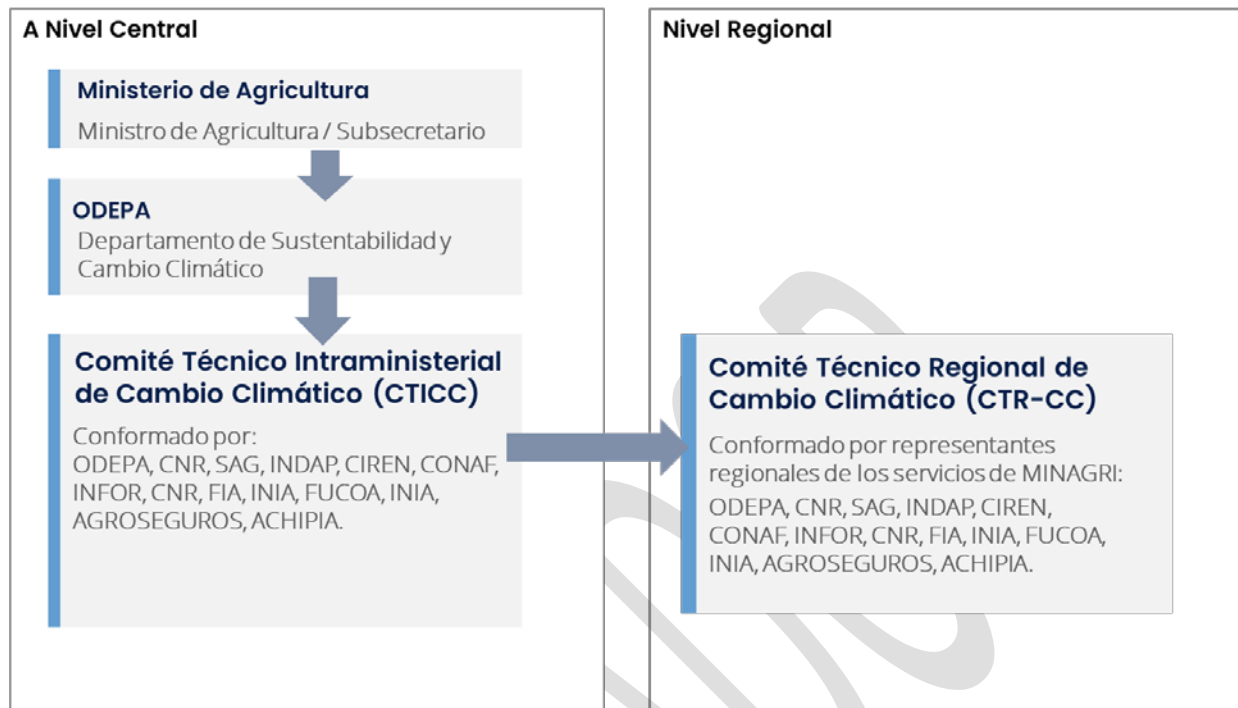 A Nivel Central
Ministerio de Agricultura
Ministro de Agricultura / Subsecretario
ODEPA
Departamento de Sustentabilidad y
Cambio Climático
Comité Técnico Intraministerial
de Cambio Climático (CTICC)
Conformado por:
ODEPA, CNR, SAG, INDAP, CIREN, CONAF,
INFOR, CNR, FIA, INIA, FUCOA, INIA,
AGROSEGUROS, ACHIPIA.
Nivel Regional
Comité Técnico Regional de
Cambio Climático (CTR-CC)
Conformado por representantes
regionales de los servicios de MINAGRI:
ODEPA, CNR, SAG, INDAP, CIREN,
CONAF, INFOR, CNR, FIA, INIA, FUCOA,
INIA, AGROSEGUROS, ACHIPIA.